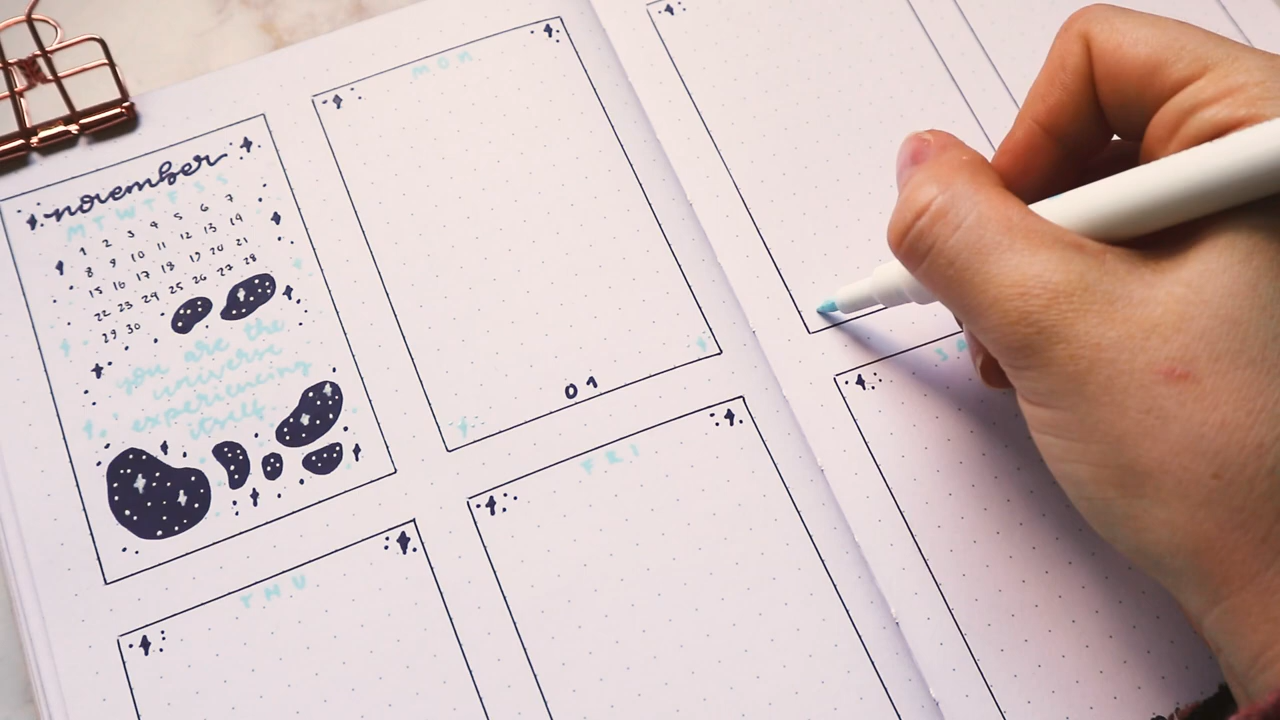 november
M T W T F S S
1 2 3 4 5 6 7
8 9 10 11 12 13 14
15 16 17 18 19 20 21
22 23 24 25 26 27 28
29 30
you are the
universe
experiencing
itself.
MON
01
THU
FRI
SA